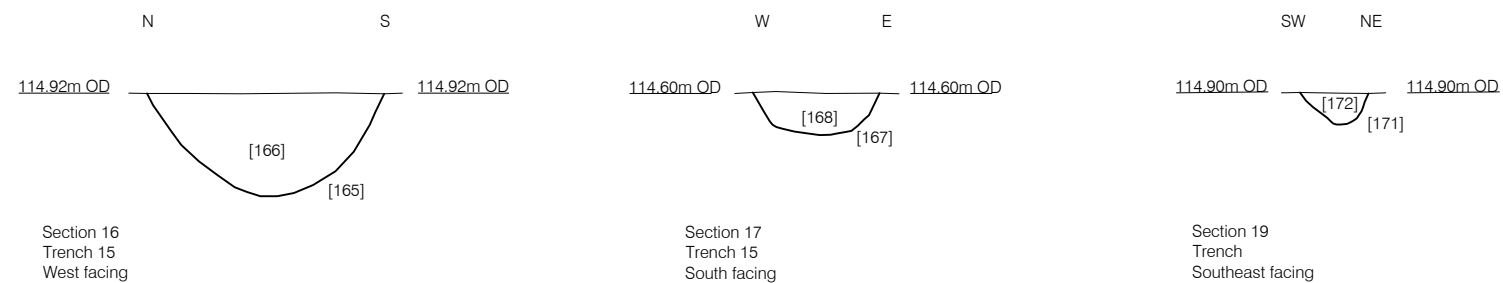 N S W E SW NE
114.92m OD 114.92m OD 114.60m OD 114.60m OD 114.90m OD 114.90m OD
[172]
[168]
[171]
[167]
[166]
[165]
Section 16
Trench 15
West facing
Section 17
Trench 15
South facing
Section 19
Trench
Southeast facing